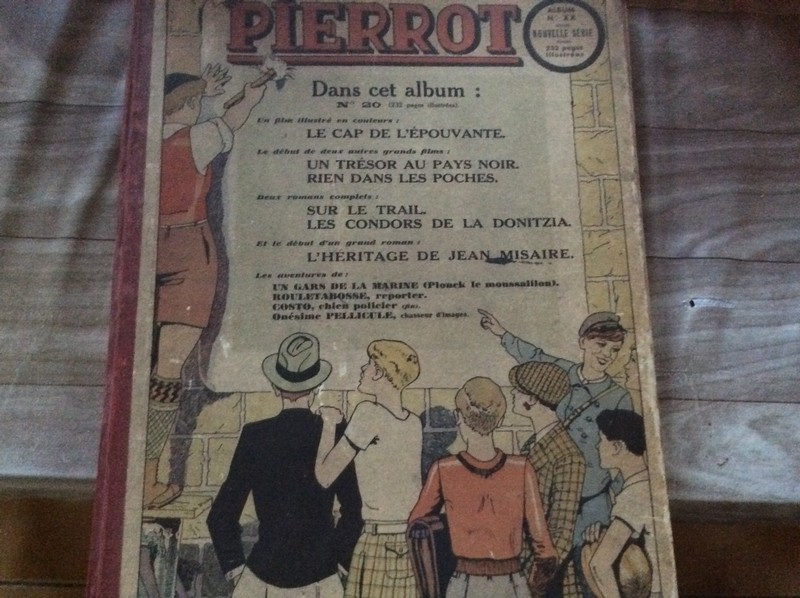 PIERROT
ALBUM
N° XX
NOUVELLE SÉRIE
232 pages
illustrées
Dans cet album :
N° 20 (232 pages illustrées)
Un film illustré en couleurs :
LE CAP DE L'ÉPOUVANTE.
Le début de deux autres grands films :
UN TRÉSOR AU PAYS NOIR.
RIEN DANS LES POCHES.
Deux romans complets :
SUR LE TRAIL.
LES CONDORS DE LA DONITZIA.
Et le début d'un grand roman :
L'HÉRITAGE DE JEAN MISAIRE.
Les aventures de :
UN GARS DE LA MARINE (Plouck le moussaillon).
ROULETABOSSE, reporter.
COSTO, chien policier (fin).
Onésime PELLICULE, chasseur d'images.